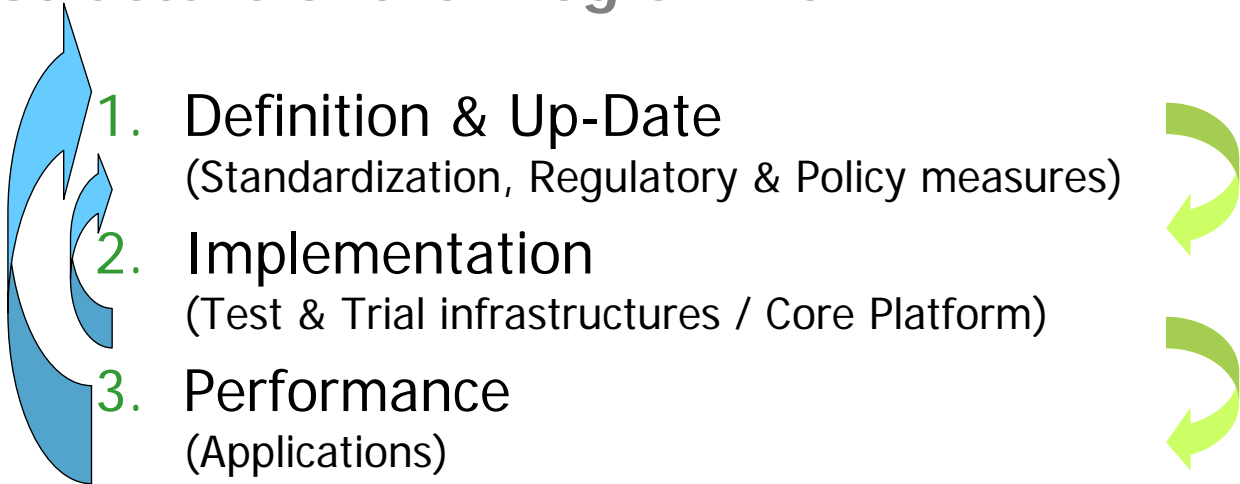 1. Definition & Up-Date
(Standardization, Regulatory & Policy measures)
2. Implementation
(Test & Trial infrastructures / Core Platform)
3. Performance
(Applications)